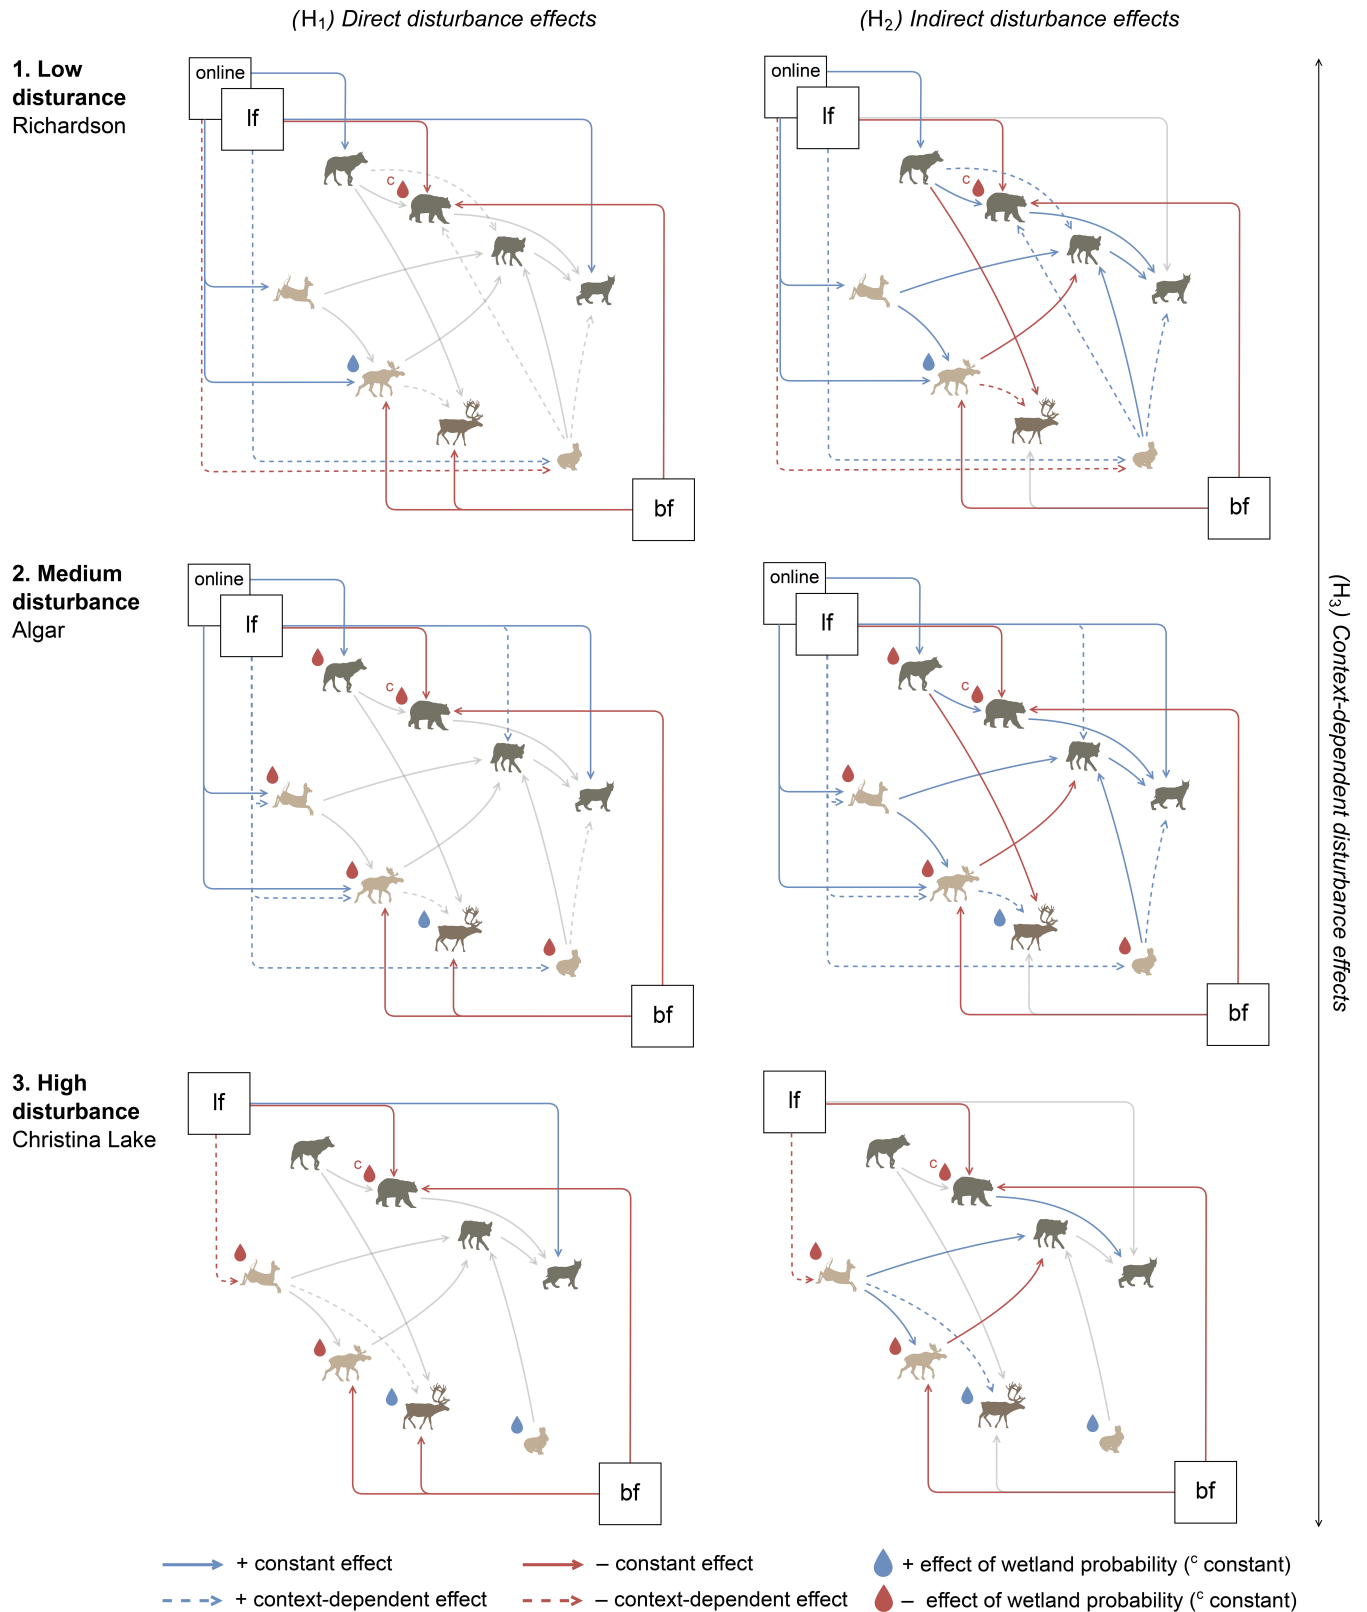 (H₁) Direct disturbance effects
(H₂) Indirect disturbance effects
1. Low
disturance
Richardson
online
lf
c
bf
online
lf
c
bf
2. Medium
disturbance
Algar
online
lf
c
bf
online
lf
c
bf
(H₃) Context-dependent disturbance effects
3. High
disturbance
Christina Lake
lf
c
bf
lf
c
bf
+ constant effect
– constant effect
+ effect of wetland probability (ᶜ constant)
+ context-dependent effect
– context-dependent effect
– effect of wetland probability (ᶜ constant)